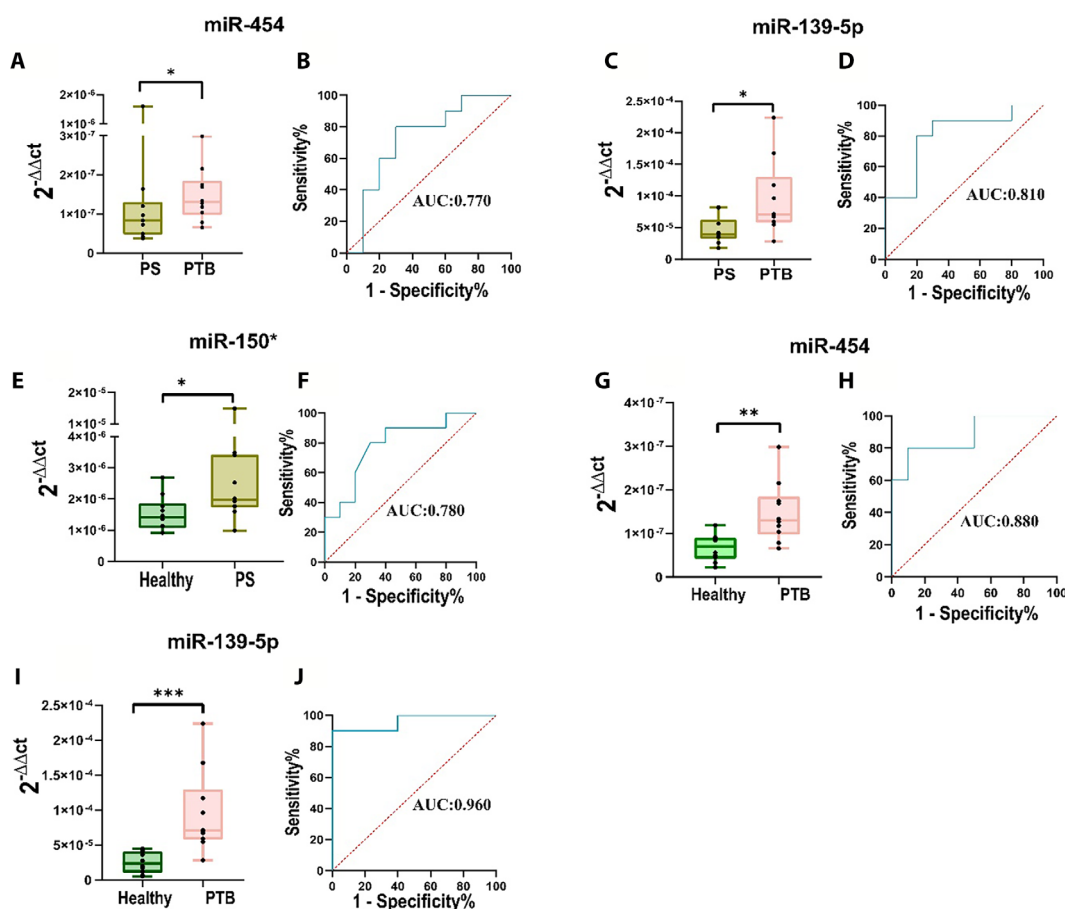 miR-454
miR-139-5p
A
B
C
D
*
2×10⁻⁶
1×10⁻⁶
3×10⁻⁷
2×10⁻⁷
1×10⁻⁷
0
2^-ΔΔct
PS
PTB
Sensitivity%
100
80
60
40
20
0
AUC:0.770
0 20 40 60 80 100
1 - Specificity%
*
2.5×10⁻⁴
2×10⁻⁴
1.5×10⁻⁴
1×10⁻⁴
5×10⁻⁵
0
2^-ΔΔct
PS
PTB
Sensitivity%
100
80
60
40
20
0
AUC:0.810
0 20 40 60 80 100
1 - Specificity%
miR-150*
miR-454
E
F
G
H
*
2×10⁻⁵
1×10⁻⁵
4×10⁻⁶
3×10⁻⁶
2×10⁻⁶
1×10⁻⁶
0
2^-ΔΔct
Healthy
PS
Sensitivity%
100
80
60
40
20
0
AUC:0.780
0 20 40 60 80 100
1 - Specificity%
**
4×10⁻⁷
3×10⁻⁷
2×10⁻⁷
1×10⁻⁷
0
2^-ΔΔct
Healthy
PTB
Sensitivity%
100
80
60
40
20
0
AUC:0.880
0 20 40 60 80 100
1 - Specificity%
miR-139-5p
I
J
***
2.5×10⁻⁴
2×10⁻⁴
1.5×10⁻⁴
1×10⁻⁴
5×10⁻⁵
0
2^-ΔΔct
Healthy
PTB
Sensitivity%
100
80
60
40
20
0
AUC:0.960
0 20 40 60 80 100
1 - Specificity%